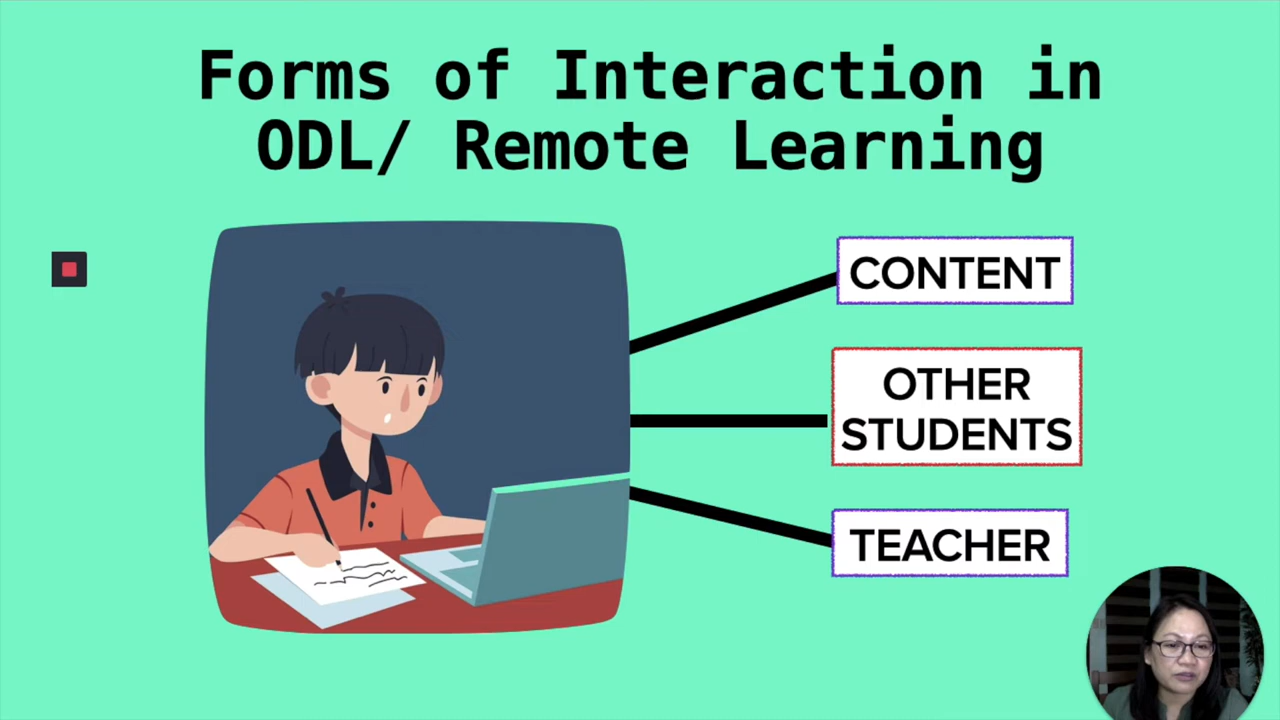 Forms of Interaction in
ODL/ Remote Learning
CONTENT
OTHER
STUDENTS
TEACHER